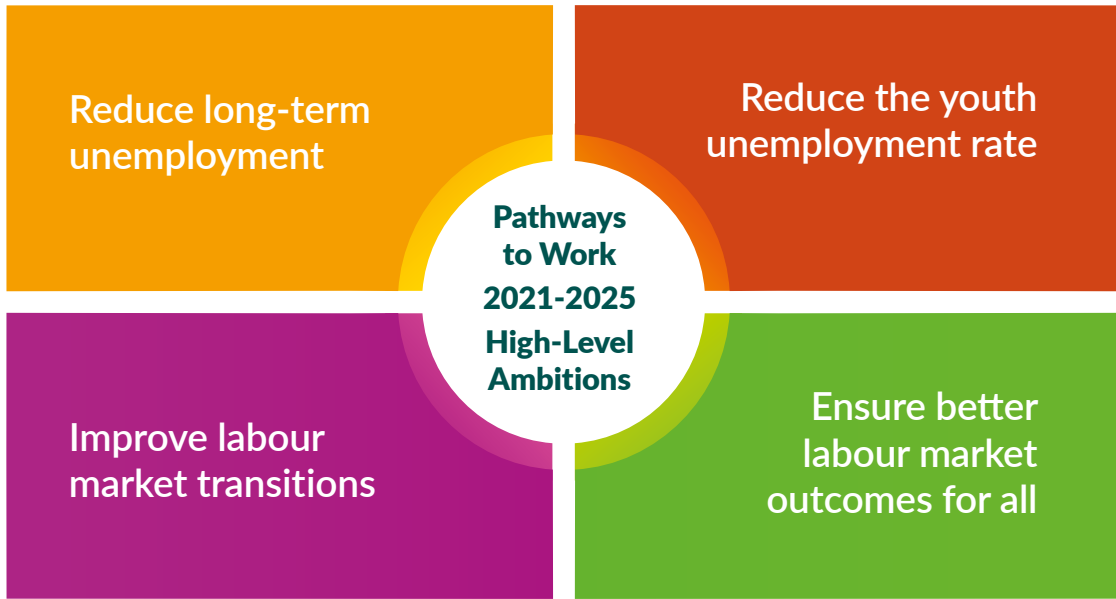 Reduce long-term
unemployment
Reduce the youth
unemployment rate
Pathways
to Work
2021-2025
High-Level
Ambitions
Improve labour
market transitions
Ensure better
labour market
outcomes for all